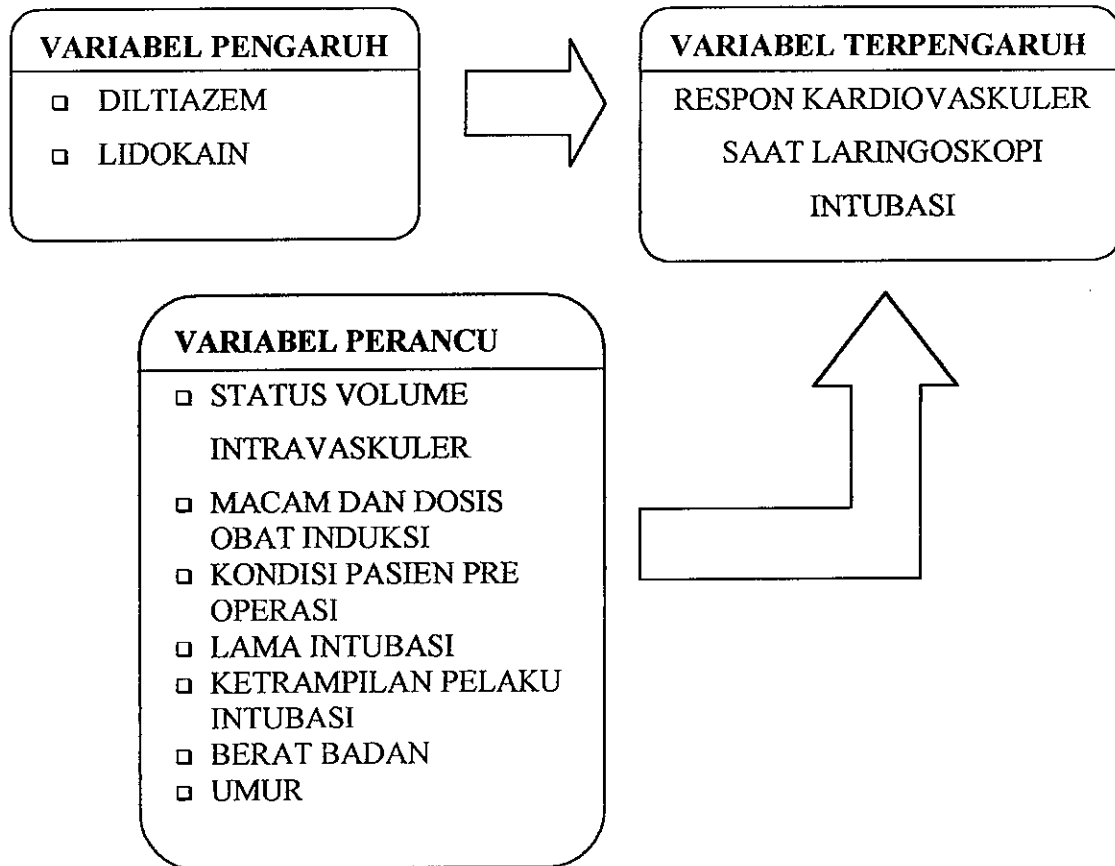 VARIABEL PENGARUH
DILTIAZEM
LIDOKAIN
VARIABEL TERPENGARUH
RESPON KARDIOVASKULER
SAAT LARINGOSKOPI
INTUBASI
VARIABEL PERANCU
STATUS VOLUME
INTRAVASKULER
MACAM DAN DOSIS
OBAT INDUKSI
KONDISI PASIEN PRE
OPERASI
LAMA INTUBASI
KETRAMPILAN PELAKU
INTUBASI
BERAT BADAN
UMUR